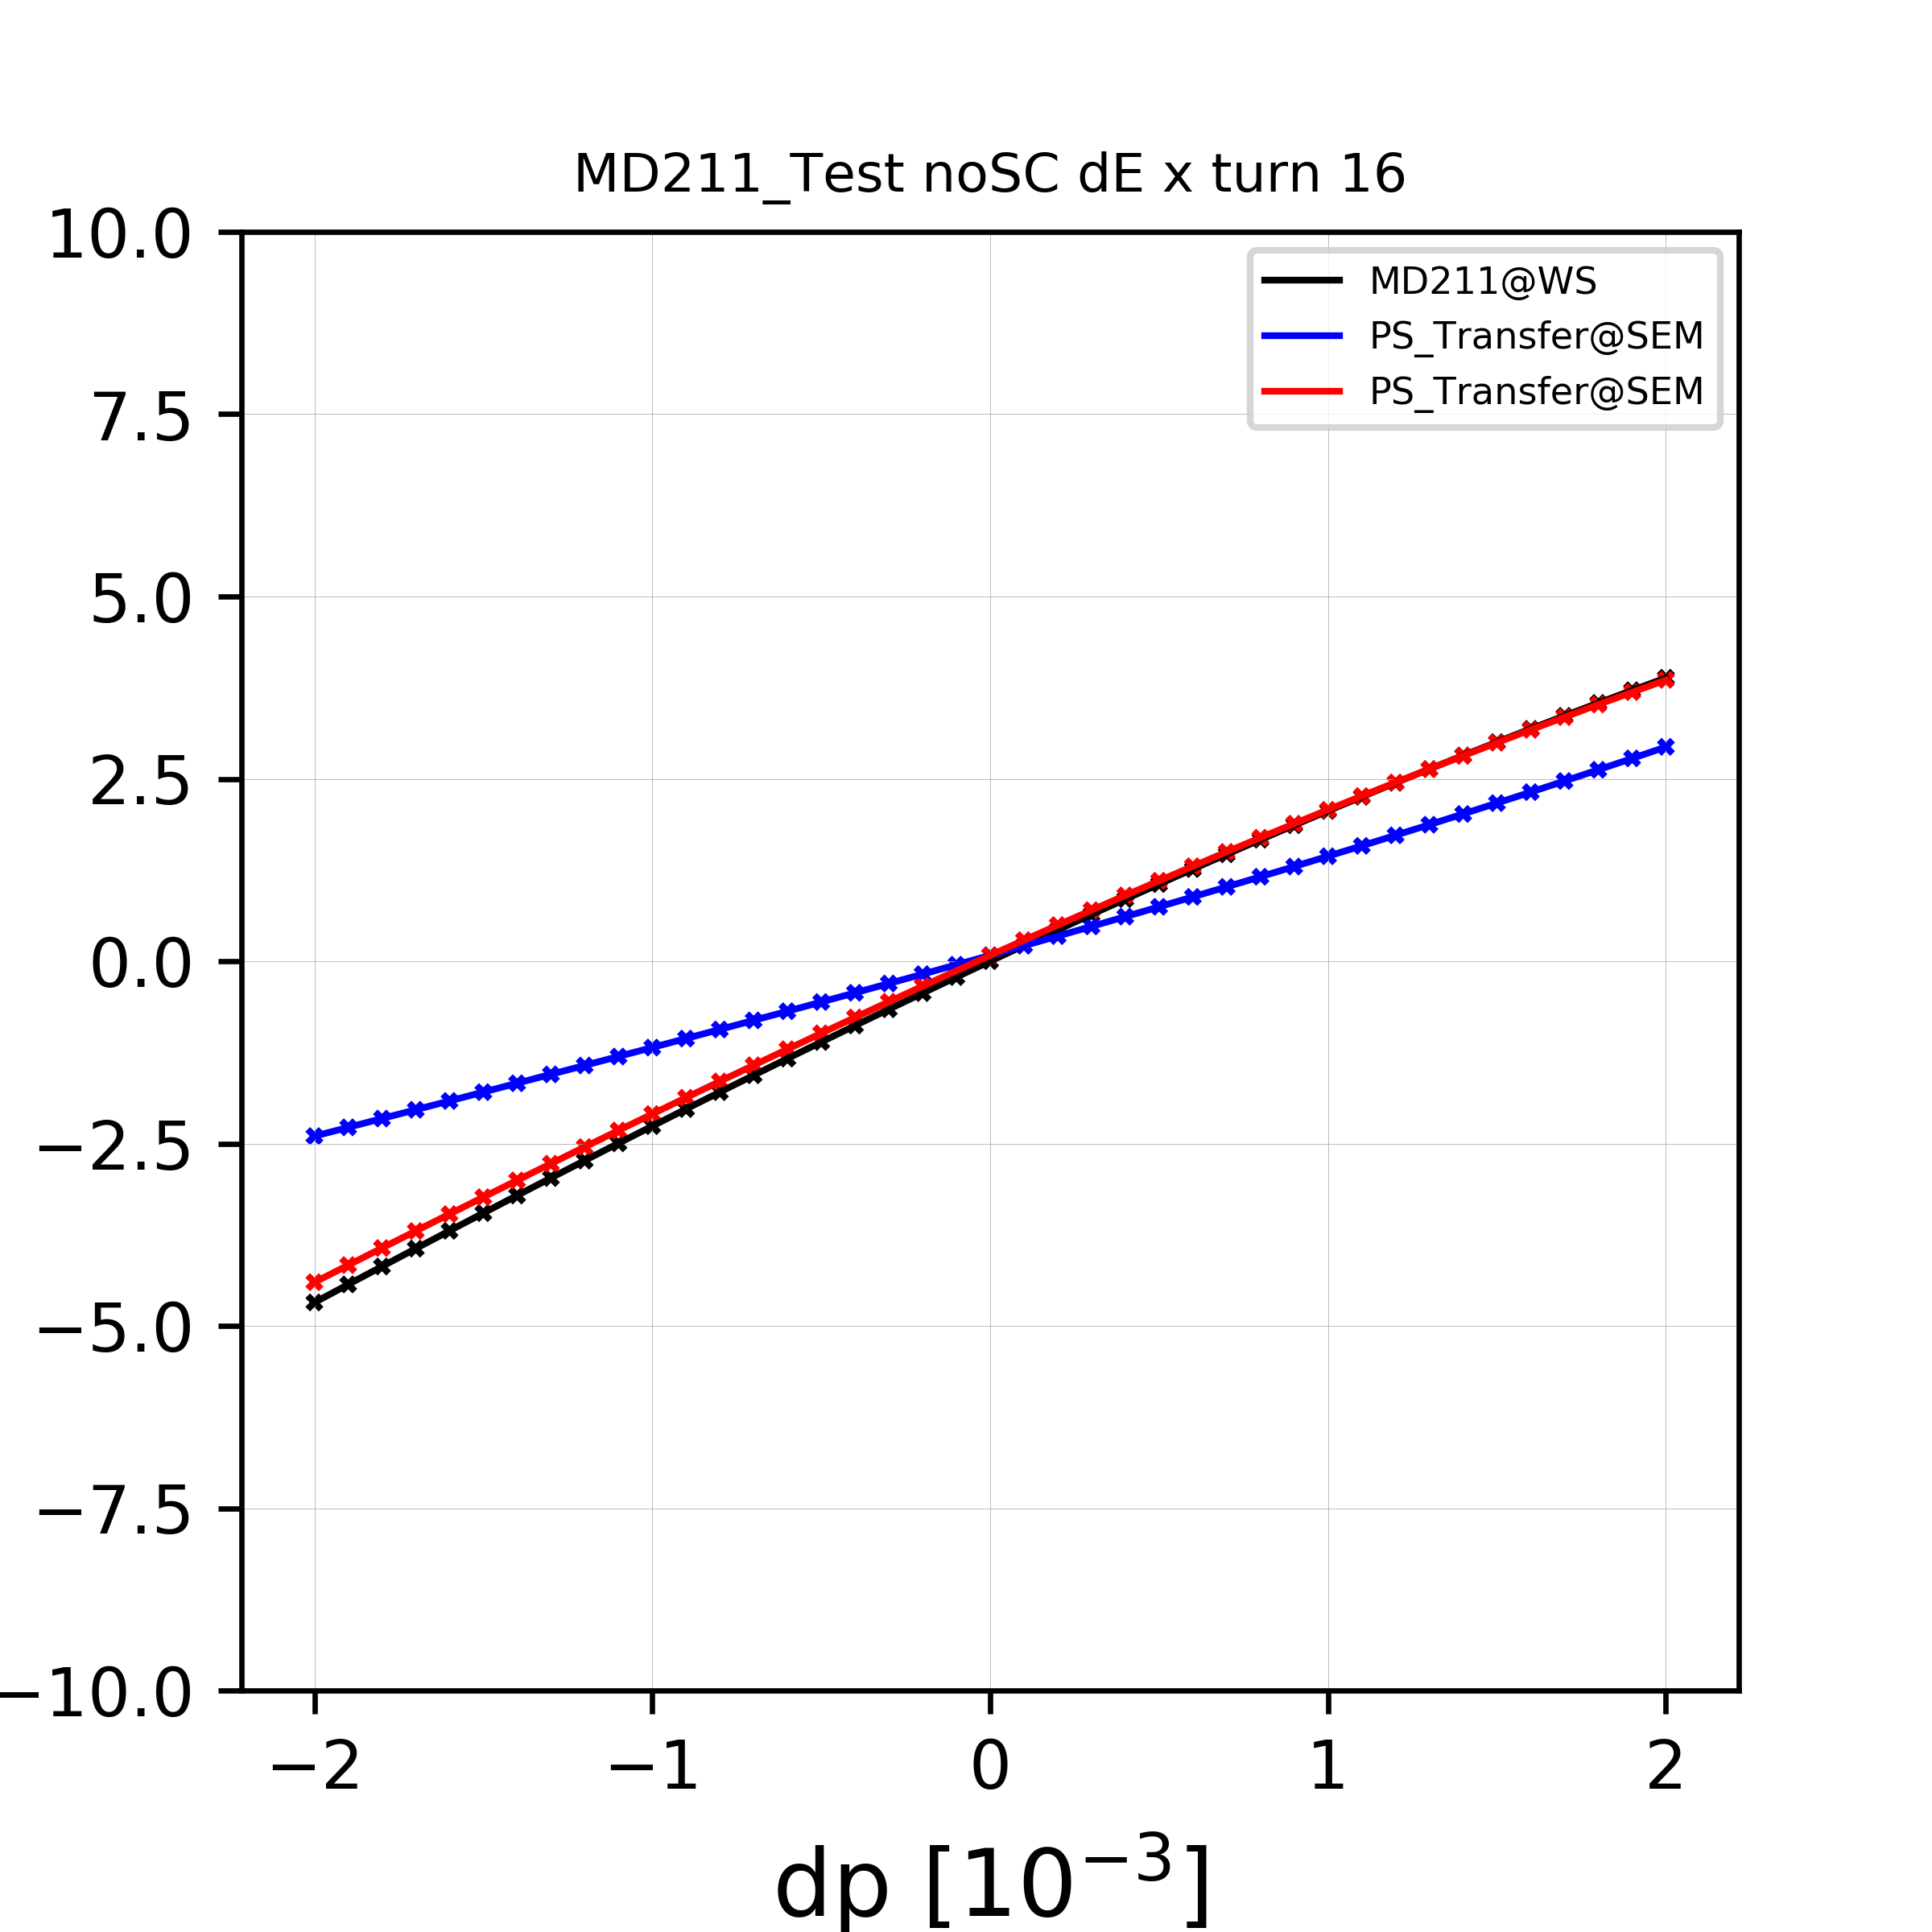 MD211_Test noSC dE x turn 16
10.0
7.5
5.0
2.5
0.0
−2.5
−5.0
−7.5
−10.0
MD211@WS
PS_Transfer@SEM
PS_Transfer@SEM
−2 −1 0 1 2
dp [10⁻³]